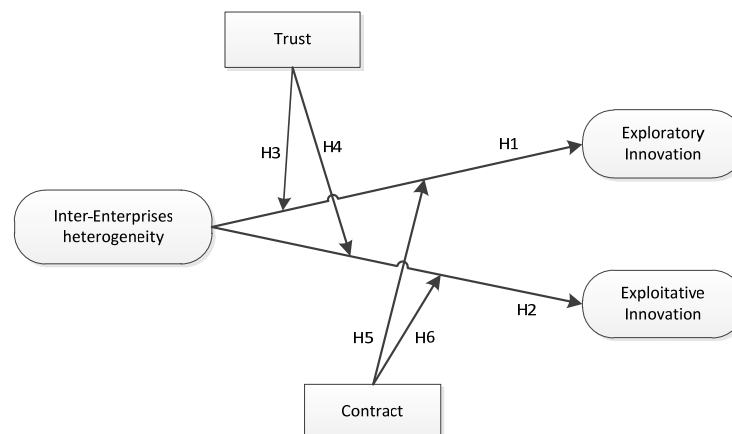 Trust
H3
H4
H1
Exploratory
Innovation
Inter-Enterprises
heterogeneity
Exploitative
Innovation
H2
H5
H6
Contract